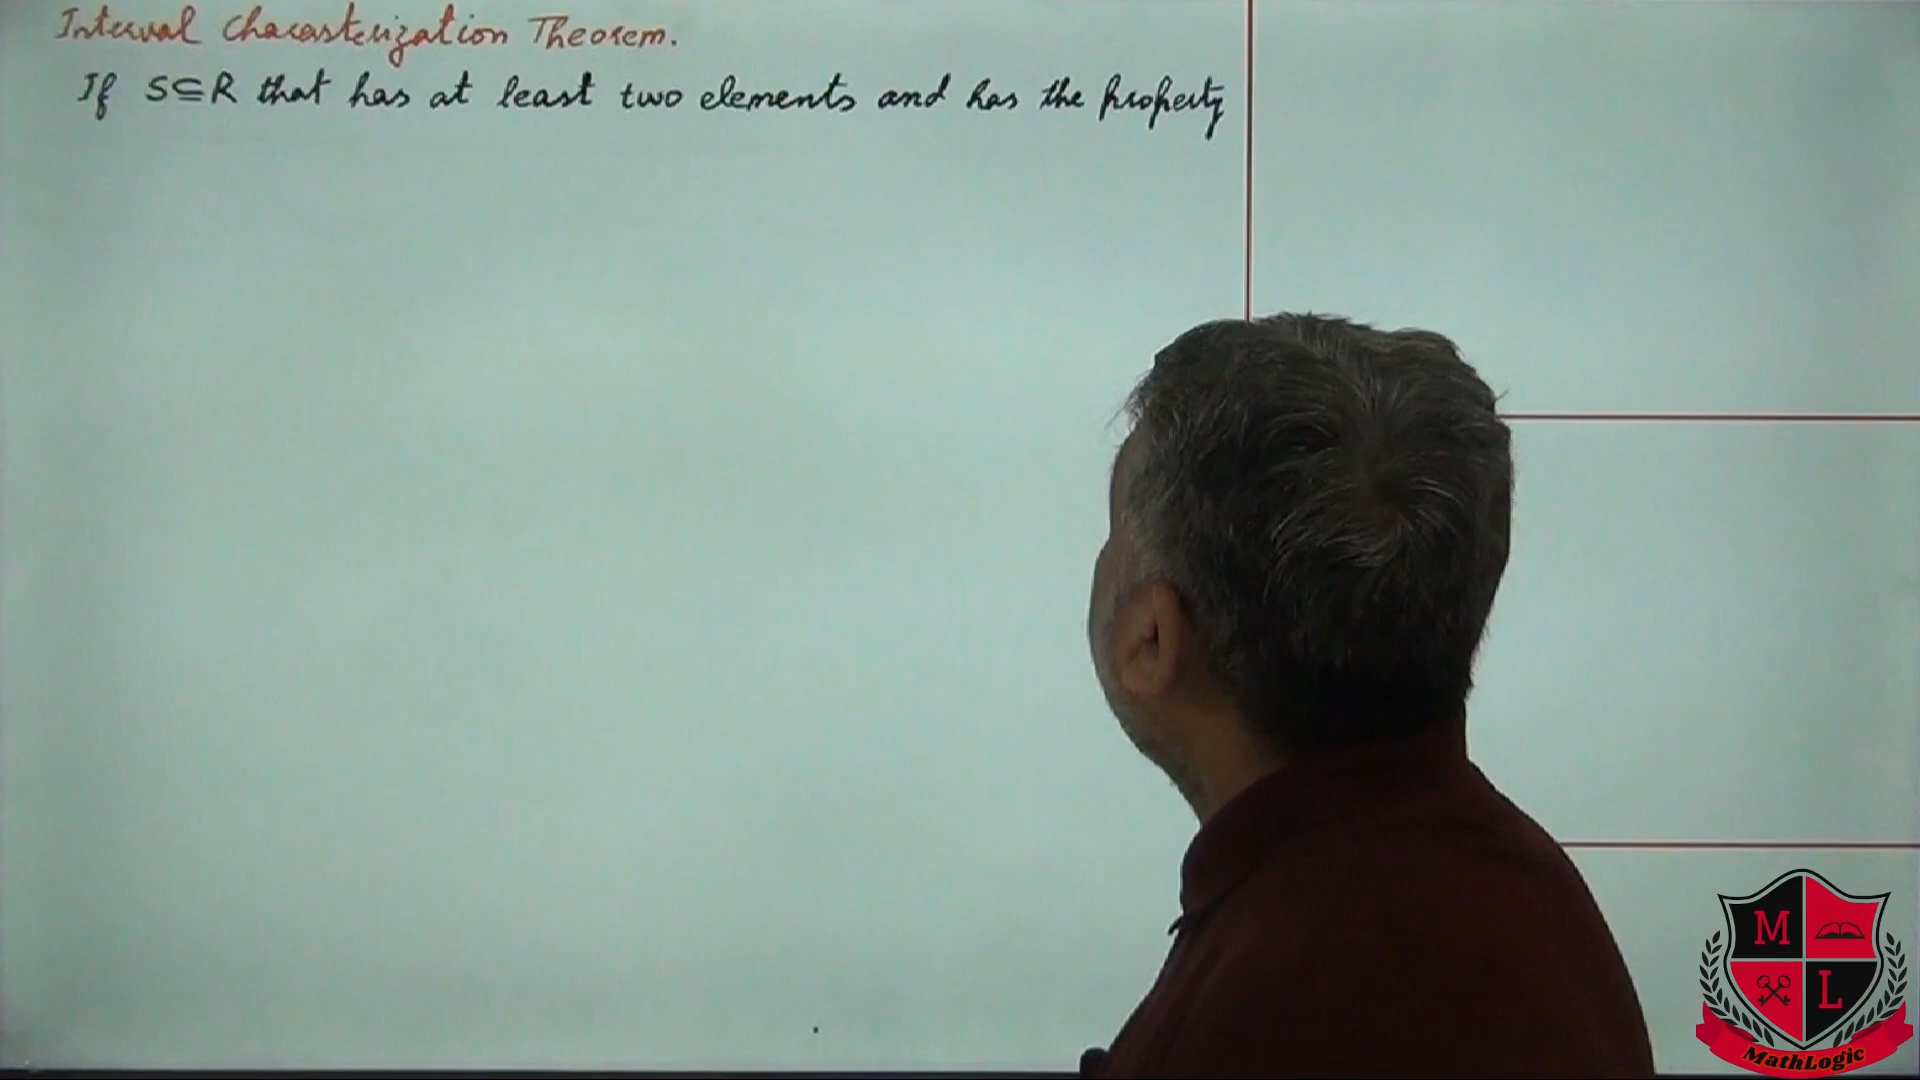 Interval Characterization Theorem.
If S⊆R that has at least two elements and has the property
M
L
MathLogic